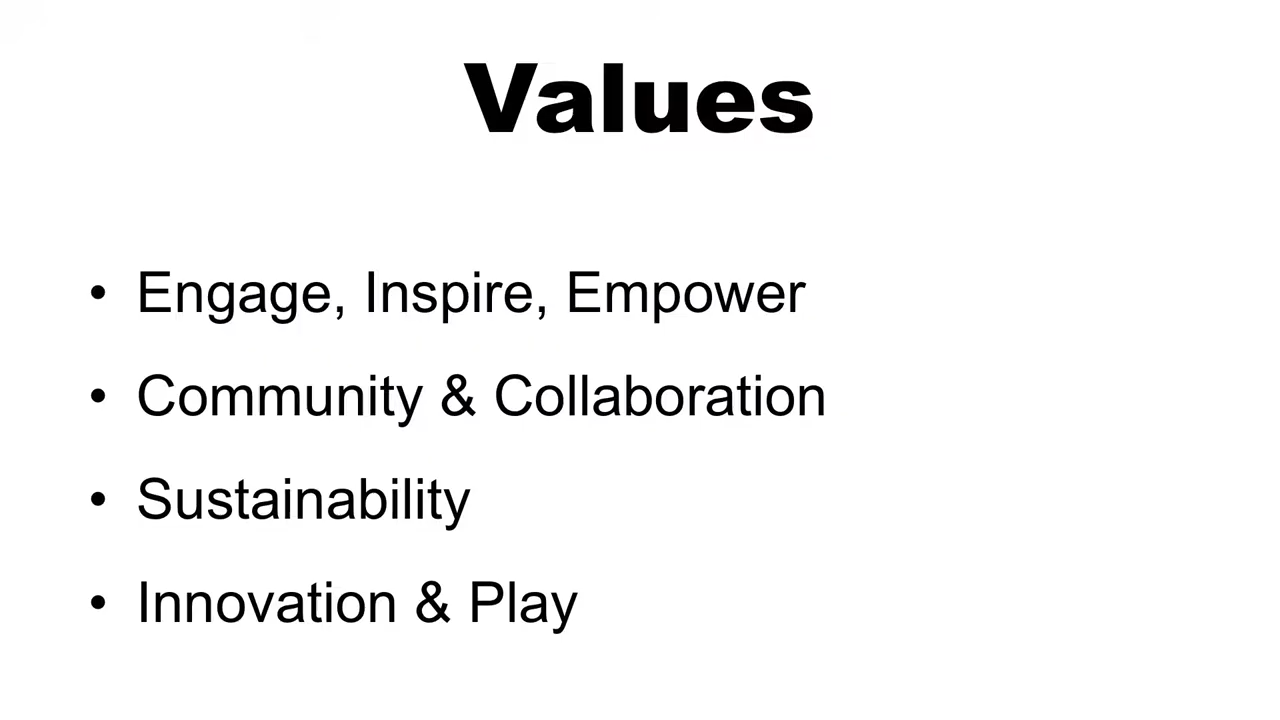 Values
• Engage, Inspire, Empower
• Community & Collaboration
• Sustainability
• Innovation & Play